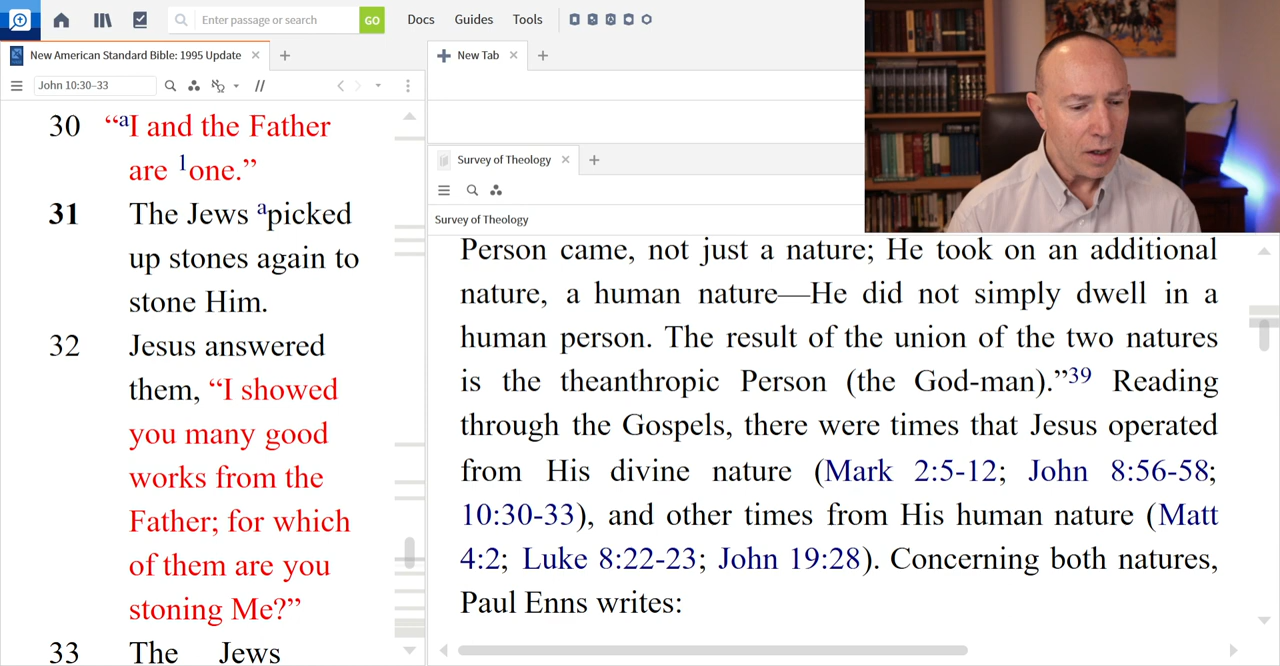 Enter passage or search
GO
Docs Guides Tools
New American Standard Bible: 1995 Update
New Tab
John 10:30–33
30 “aI and the Father
are 1one.”
31 The Jews apicked
up stones again to
stone Him.
32 Jesus answered
them, “I showed
you many good
works from the
Father; for which
of them are you
stoning Me?”
33 The Jews
Survey of Theology
Survey of Theology
Person came, not just a nature; He took on an additional
nature, a human nature—He did not simply dwell in a
human person. The result of the union of the two natures
is the theanthropic Person (the God-man).”39 Reading
through the Gospels, there were times that Jesus operated
from His divine nature (Mark 2:5-12; John 8:56-58;
10:30-33), and other times from His human nature (Matt
4:2; Luke 8:22-23; John 19:28). Concerning both natures,
Paul Enns writes: